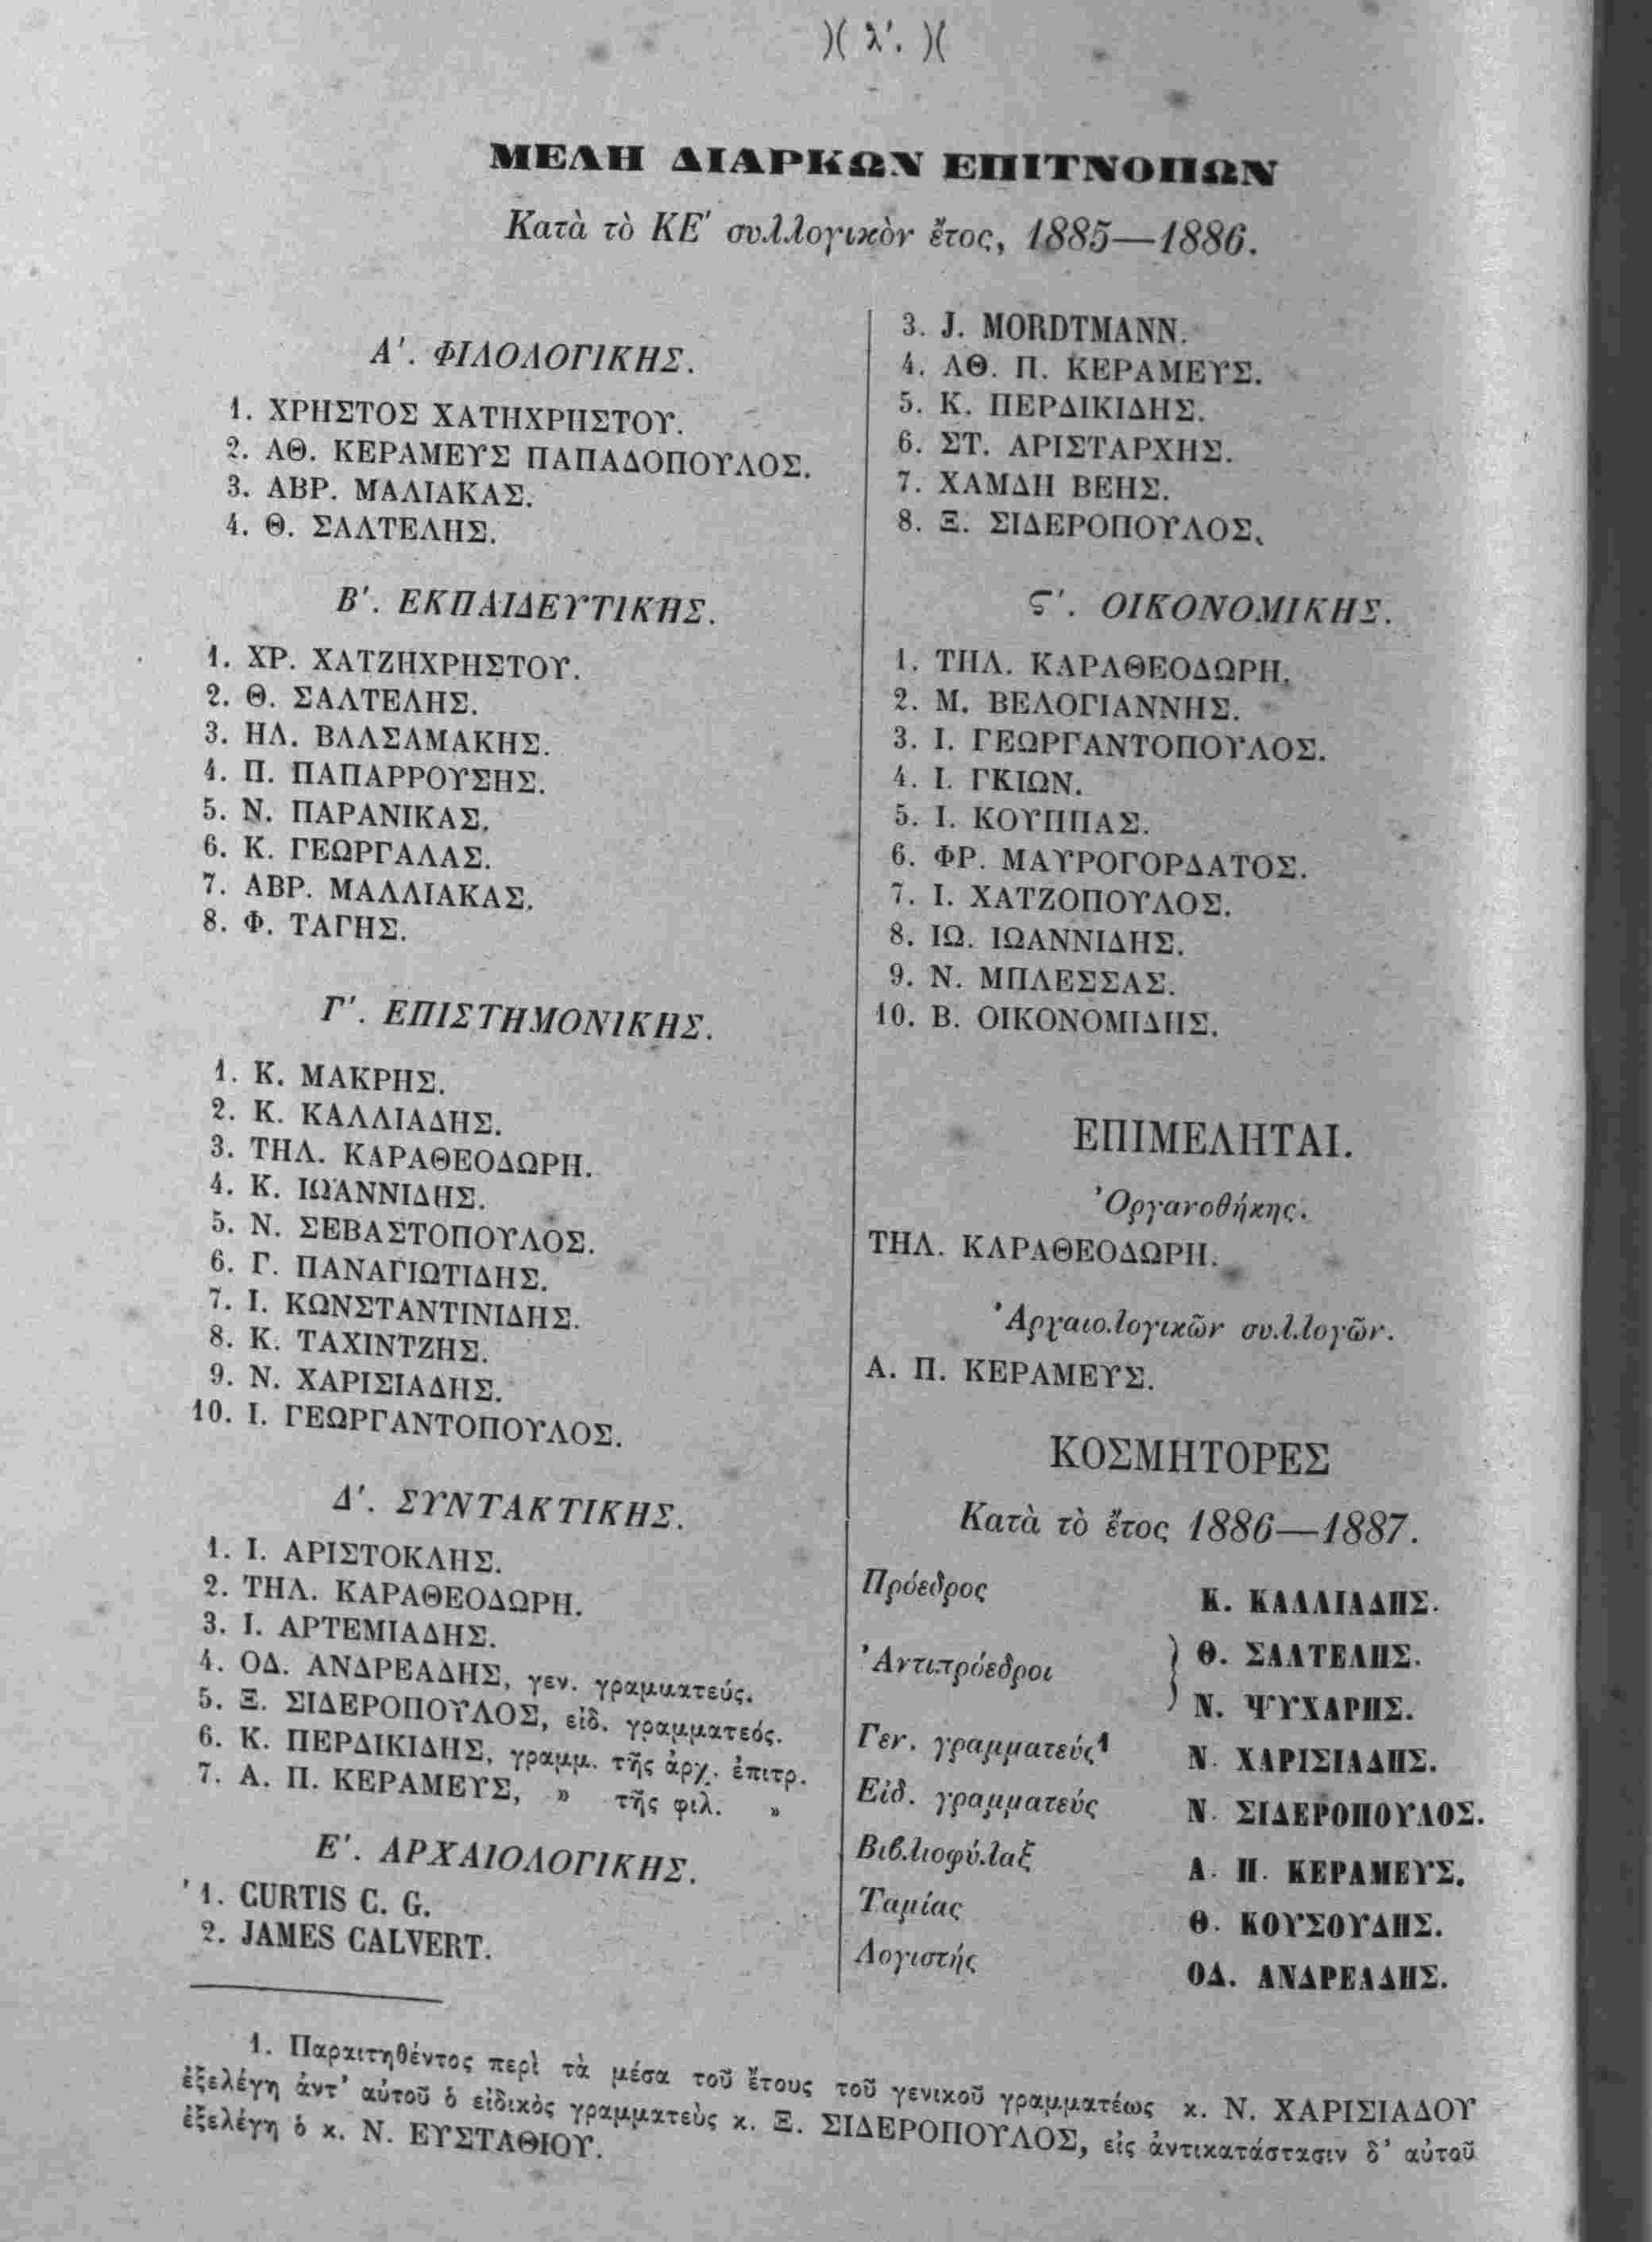 )( λ'. )(
ΜΕΛΗ ΔΙΑΡΚΩΝ ΕΠΙΤΝΟΠΩΝ
Κατὰ τὸ ΚΕ' συλλογικὸν ἔτος, 1885—1886.
Α'. ΦΙΛΟΛΟΓΙΚΗΣ.
1. ΧΡΗΣΤΟΣ ΧΑΤΗΧΡΗΣΤΟΥ.
2. ΑΘ. ΚΕΡΑΜΕΥΣ ΠΑΠΑΔΟΠΟΥΛΟΣ.
3. ΑΒΡ. ΜΑΛΙΑΚΑΣ.
4. Θ. ΣΑΛΤΕΛΗΣ.
Β'. ΕΚΠΑΙΔΕΥΤΙΚΗΣ.
1. ΧΡ. ΧΑΤΖΗΧΡΗΣΤΟΥ.
2. Θ. ΣΑΛΤΕΛΗΣ.
3. ΗΛ. ΒΑΛΣΑΜΑΚΗΣ.
4. Π. ΠΑΠΑΡΡΟΥΣΗΣ.
5. Ν. ΠΑΡΑΝΙΚΑΣ.
6. Κ. ΓΕΩΡΓΑΛΑΣ.
7. ΑΒΡ. ΜΑΛΛΙΑΚΑΣ.
8. Φ. ΤΑΓΗΣ.
Γ'. ΕΠΙΣΤΗΜΟΝΙΚΗΣ.
1. Κ. ΜΑΚΡΗΣ.
2. Κ. ΚΑΛΛΙΑΔΗΣ.
3. ΤΗΛ. ΚΑΡΑΘΕΟΔΩΡΗ.
4. Κ. ΙΩΑΝΝΙΔΗΣ.
5. Ν. ΣΕΒΑΣΤΟΠΟΥΛΟΣ.
6. Γ. ΠΑΝΑΓΙΩΤΙΔΗΣ.
7. Ι. ΚΩΝΣΤΑΝΤΙΝΙΔΗΣ.
8. Κ. ΤΑΧΙΝΤΖΗΣ.
9. Ν. ΧΑΡΙΣΙΑΔΗΣ.
10. Ι. ΓΕΩΡΓΑΝΤΟΠΟΥΛΟΣ.
Δ'. ΣΥΝΤΑΚΤΙΚΗΣ.
1. Ι. ΑΡΙΣΤΟΚΛΗΣ.
2. ΤΗΛ. ΚΑΡΑΘΕΟΔΩΡΗ.
3. Ι. ΑΡΤΕΜΙΑΔΗΣ.
4. ΟΔ. ΑΝΔΡΕΑΔΗΣ, γεν. γραμματεύς.
5. Ξ. ΣΙΔΕΡΟΠΟΥΛΟΣ, εἰδ. γραμματεός.
6. Κ. ΠΕΡΔΙΚΙΔΗΣ, γραμμ. τῆς ἀρχ. ἐπιτρ.
7. Α. Π. ΚΕΡΑΜΕΥΣ, » τῆς φιλ. »
Ε'. ΑΡΧΑΙΟΛΟΓΙΚΗΣ.
1. CURTIS C. G.
2. JAMES CALVERT.
3. J. MORDTMANN.
4. ΑΘ. Π. ΚΕΡΑΜΕΥΣ.
5. Κ. ΠΕΡΔΙΚΙΔΗΣ.
6. ΣΤ. ΑΡΙΣΤΑΡΧΗΣ.
7. ΧΑΜΔΗ ΒΕΗΣ.
8. Ξ. ΣΙΔΕΡΟΠΟΥΛΟΣ.
Ϛ'. ΟΙΚΟΝΟΜΙΚΗΣ.
1. ΤΗΛ. ΚΑΡΑΘΕΟΔΩΡΗ.
2. Μ. ΒΕΛΟΓΙΑΝΝΗΣ.
3. Ι. ΓΕΩΡΓΑΝΤΟΠΟΥΛΟΣ.
4. Ι. ΓΚΙΩΝ.
5. Ι. ΚΟΥΠΠΑΣ.
6. ΦΡ. ΜΑΥΡΟΓΟΡΔΑΤΟΣ.
7. Ι. ΧΑΤΖΟΠΟΥΛΟΣ.
8. ΙΩ. ΙΩΑΝΝΙΔΗΣ.
9. Ν. ΜΠΛΕΣΣΑΣ.
10. Β. ΟΙΚΟΝΟΜΙΔΗΣ.
ΕΠΙΜΕΛΗΤΑΙ.
Ὀργανοθήκης.
ΤΗΛ. ΚΑΡΑΘΕΟΔΩΡΗ.
Ἀρχαιολογικῶν συλλογῶν.
Α. Π. ΚΕΡΑΜΕΥΣ.
ΚΟΣΜΗΤΟΡΕΣ
Κατὰ τὸ ἔτος 1886—1887.
Πρόεδρος Κ. ΚΑΛΛΙΑΔΗΣ.
Ἀντιπρόεδροι } Θ. ΣΑΛΤΕΛΗΣ.
Ν. ΨΥΧΑΡΗΣ.
Γεν. γραμματεύς¹ Ν. ΧΑΡΙΣΙΑΔΗΣ.
Εἰδ. γραμματεύς Ν. ΣΙΔΕΡΟΠΟΥΛΟΣ.
Βιβλιοφύλαξ Α. Π. ΚΕΡΑΜΕΥΣ.
Ταμίας Θ. ΚΟΥΣΟΥΔΗΣ.
Λογιστής ΟΔ. ΑΝΔΡΕΑΔΗΣ.
1. Παραιτηθέντος περὶ τὰ μέσα τοῦ ἔτους τοῦ γενικοῦ γραμματέως κ. Ν. ΧΑΡΙΣΙΑΔΟΥ
ἐξελέγη ἀντ' αὐτοῦ ὁ εἰδικὸς γραμματεὺς κ. Ξ. ΣΙΔΕΡΟΠΟΥΛΟΣ, εἰς ἀντικατάστασιν δ' αὐτοῦ
ἐξελέγη ὁ κ. Ν. ΕΥΣΤΑΘΙΟΥ.